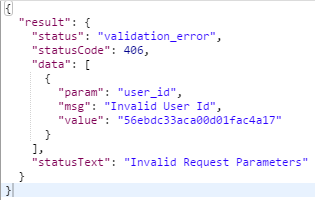 {
  "result": {
    "status": "validation_error",
    "statusCode": 406,
    "data": [
      {
        "param": "user_id",
        "msg": "Invalid User Id",
        "value": "56ebdc33aca00d01fac4a17"
      }
    ],
    "statusText": "Invalid Request Parameters"
  }
}